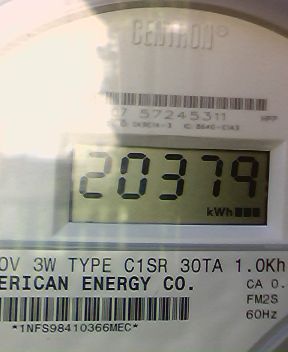 CENTRON®
57245311 HPP
20379
kWh
0V 3W TYPE C1SR 30TA 1.0Kh
ERICAN ENERGY CO. CA 0.
FM2S
*1NFS98410366MEC* 60Hz